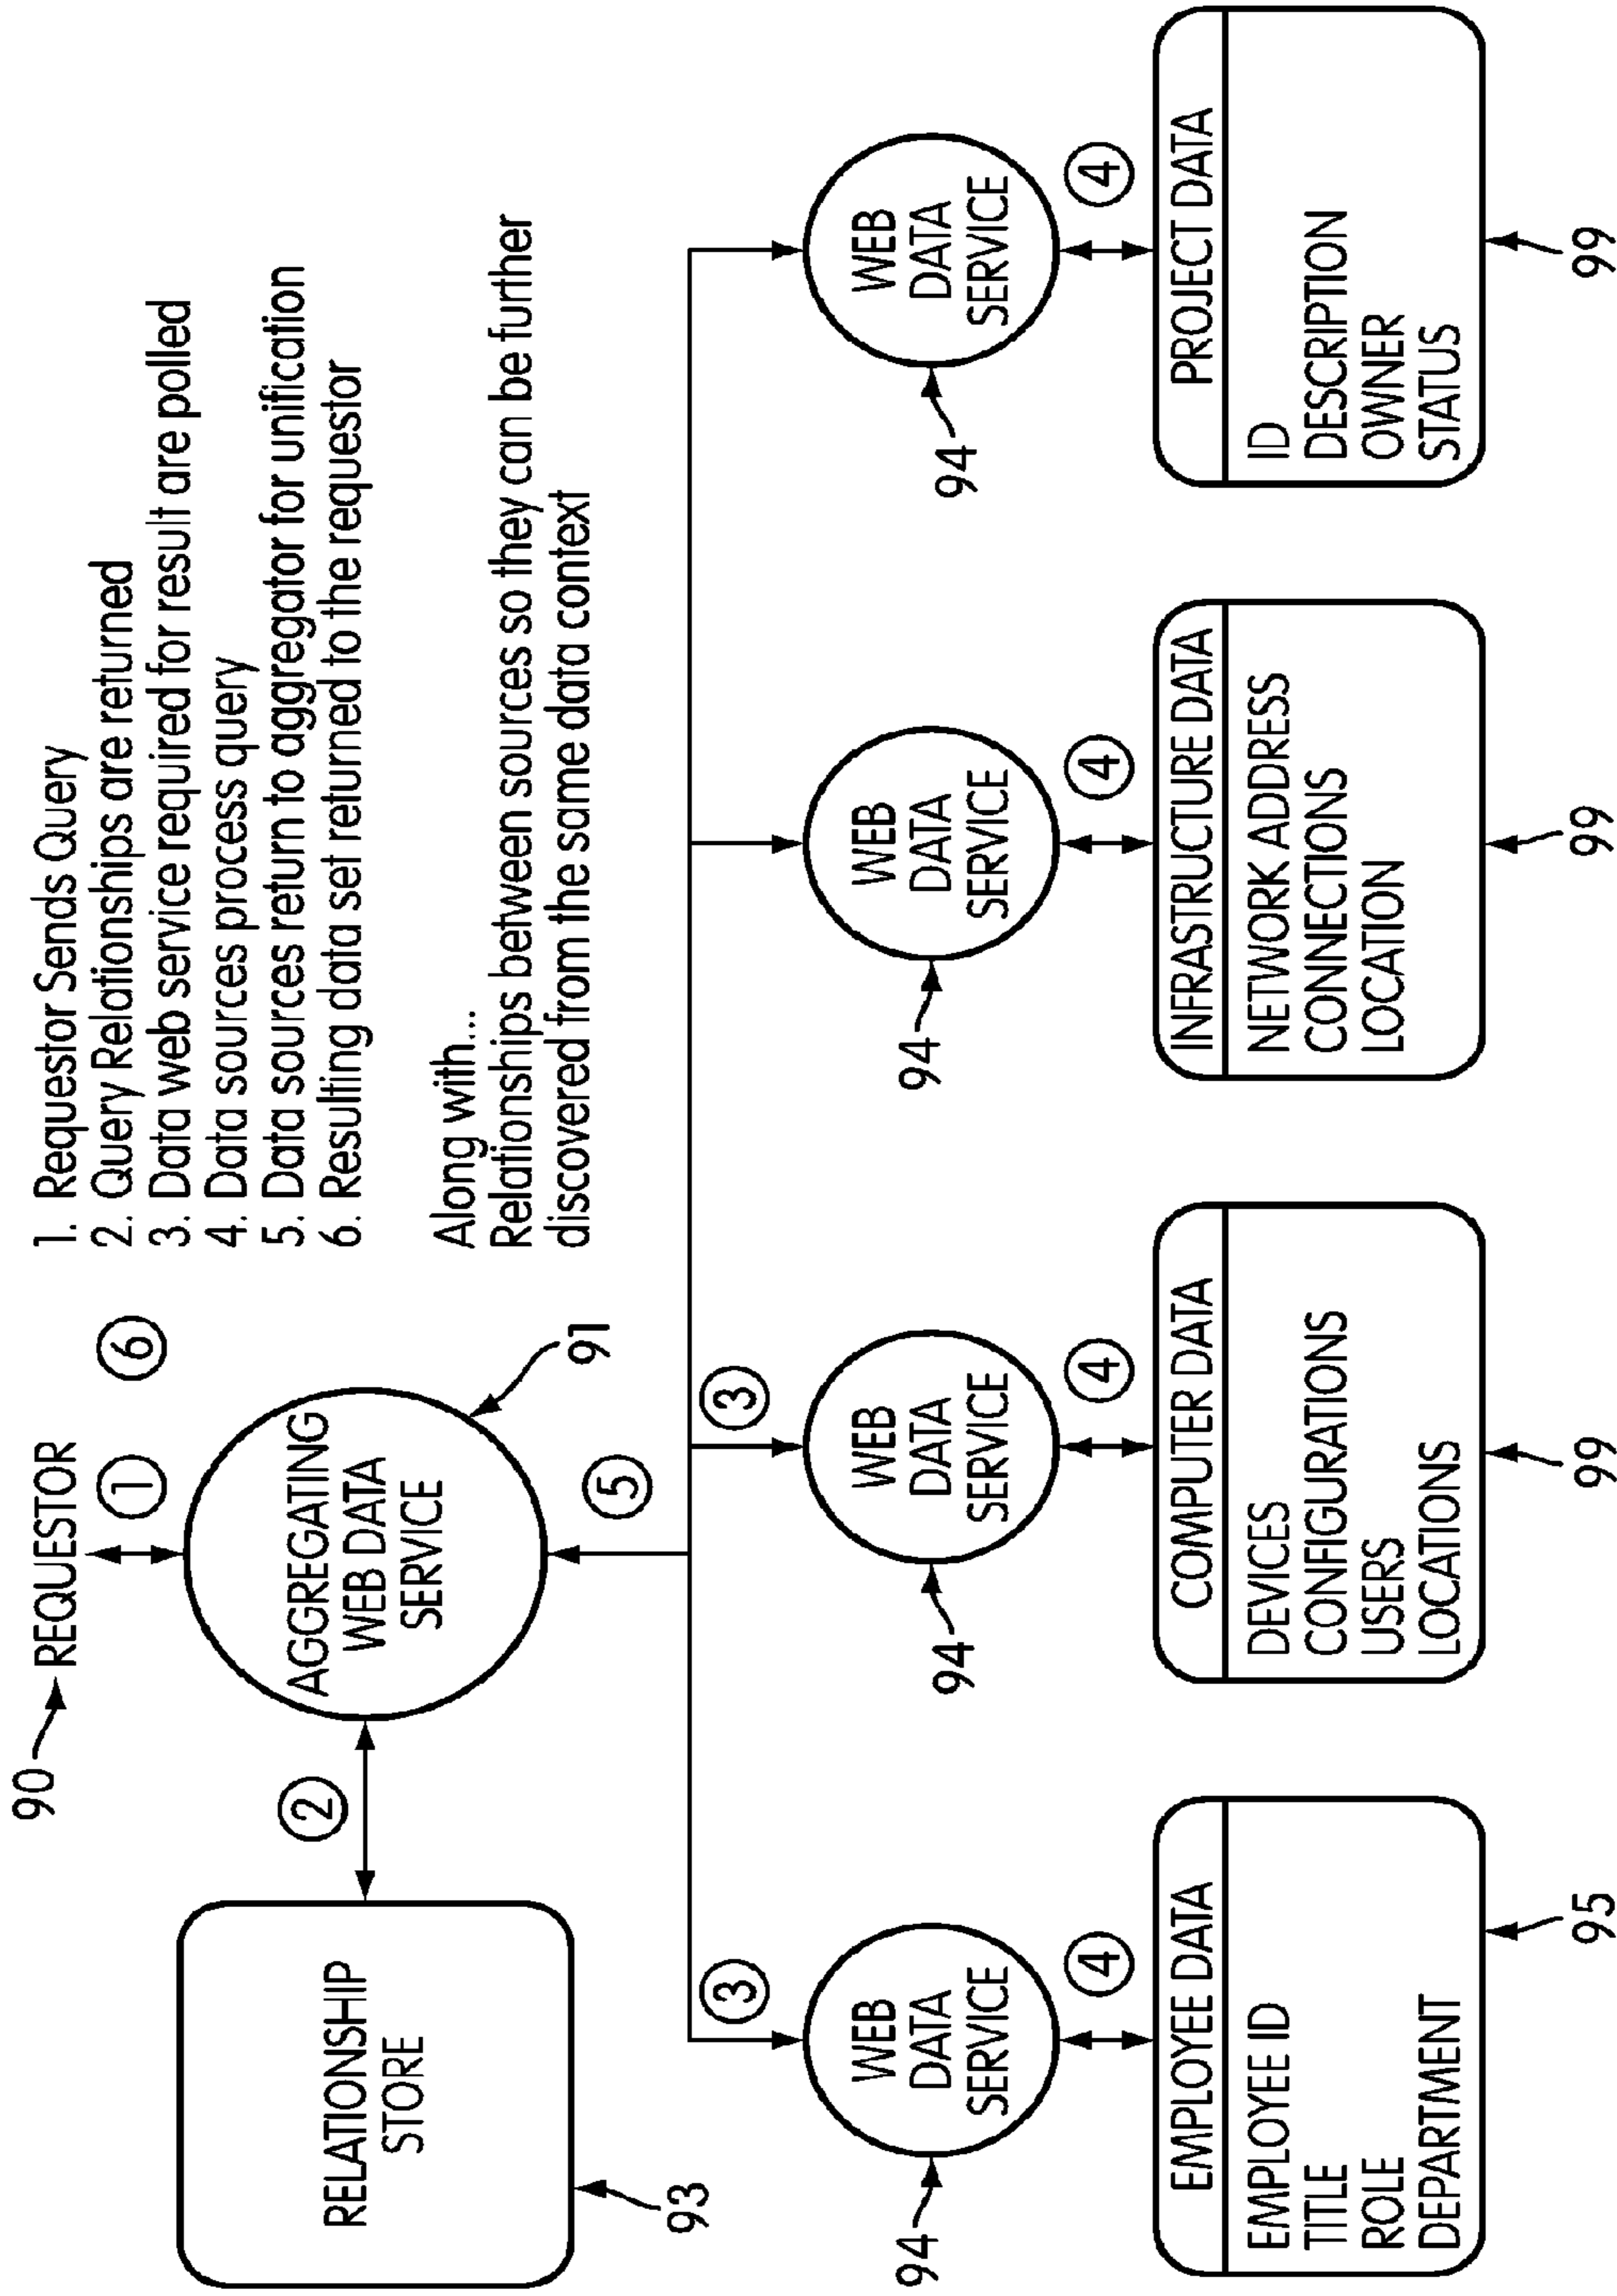 90
REQUESTOR
1
6
1. Requestor Sends Query
2. Query Relationships are returned
3. Data web service required for result are polled
4. Data sources process query
5. Data sources return to aggregator for unification
6. Resulting data set returned to the requestor
Along with...
Relationships between sources so they can be further
discovered from the same data context
RELATIONSHIP
STORE
93
2
AGGREGATING
WEB DATA
SERVICE
91
5
3
3
WEB
DATA
SERVICE
94
4
WEB
DATA
SERVICE
94
4
WEB
DATA
SERVICE
94
4
WEB
DATA
SERVICE
94
4
EMPLOYEE DATA
EMPLOYEE ID
TITLE
ROLE
DEPARTMENT
95
COMPUTER DATA
DEVICES
CONFIGURATIONS
USERS
LOCATIONS
99
INFRASTRUCTURE DATA
NETWORK ADDRESS
CONNECTIONS
LOCATION
99
PROJECT DATA
ID
DESCRIPTION
OWNER
STATUS
99